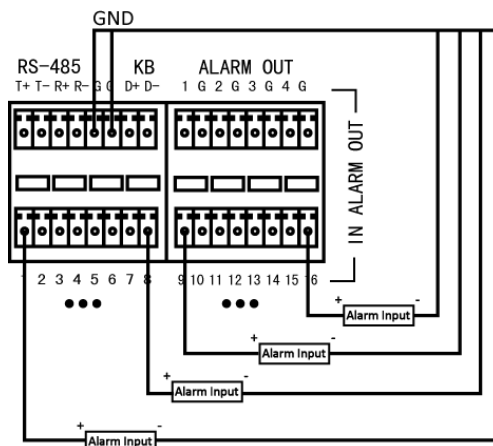 GND
RS-485 KB ALARM OUT
T+ T- R+ R- G G D+ D- 1 G 2 G 3 G 4 G
IN ALARM OUT
1 2 3 4 5 6 7 8 9 10 11 12 13 14 15 16
+ Alarm Input -
+ Alarm Input -
+ Alarm Input -
+ Alarm Input -